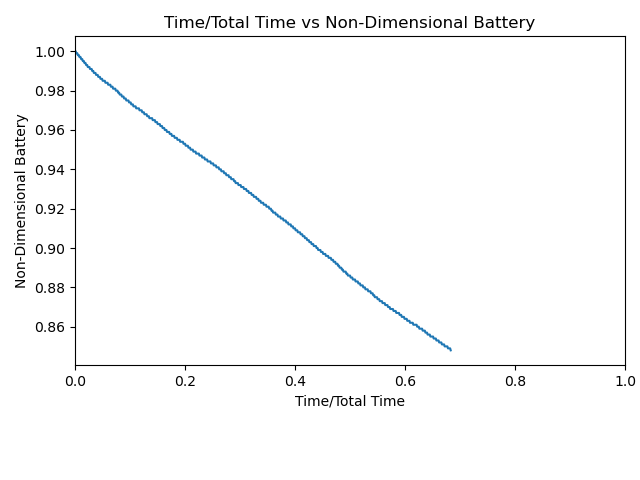 Time/Total Time vs Non-Dimensional Battery
1.00
0.98
0.96
0.94
0.92
0.90
0.88
0.86
Non-Dimensional Battery
0.0 0.2 0.4 0.6 0.8 1.0
Time/Total Time